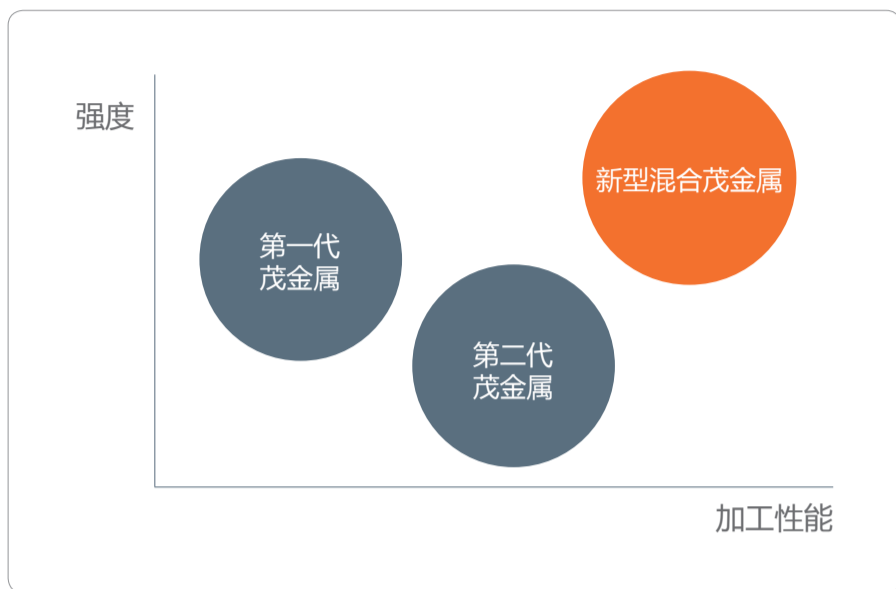 强度
新型混合茂金属
第一代
茂金属
第二代
茂金属
加工性能